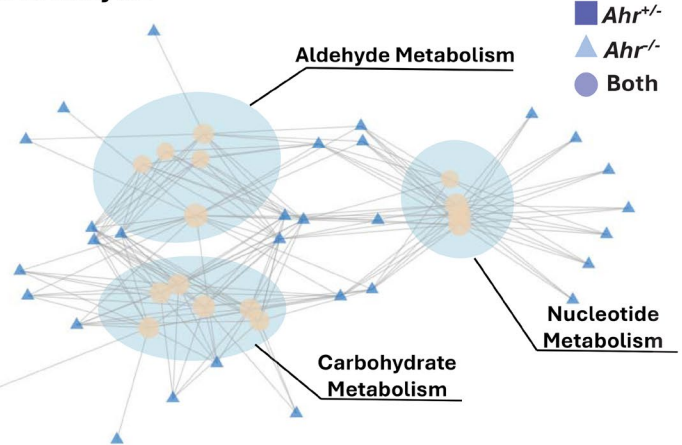 Aldehyde Metabolism
Ahr+/-
Ahr-/-
Both
Nucleotide
Metabolism
Carbohydrate
Metabolism